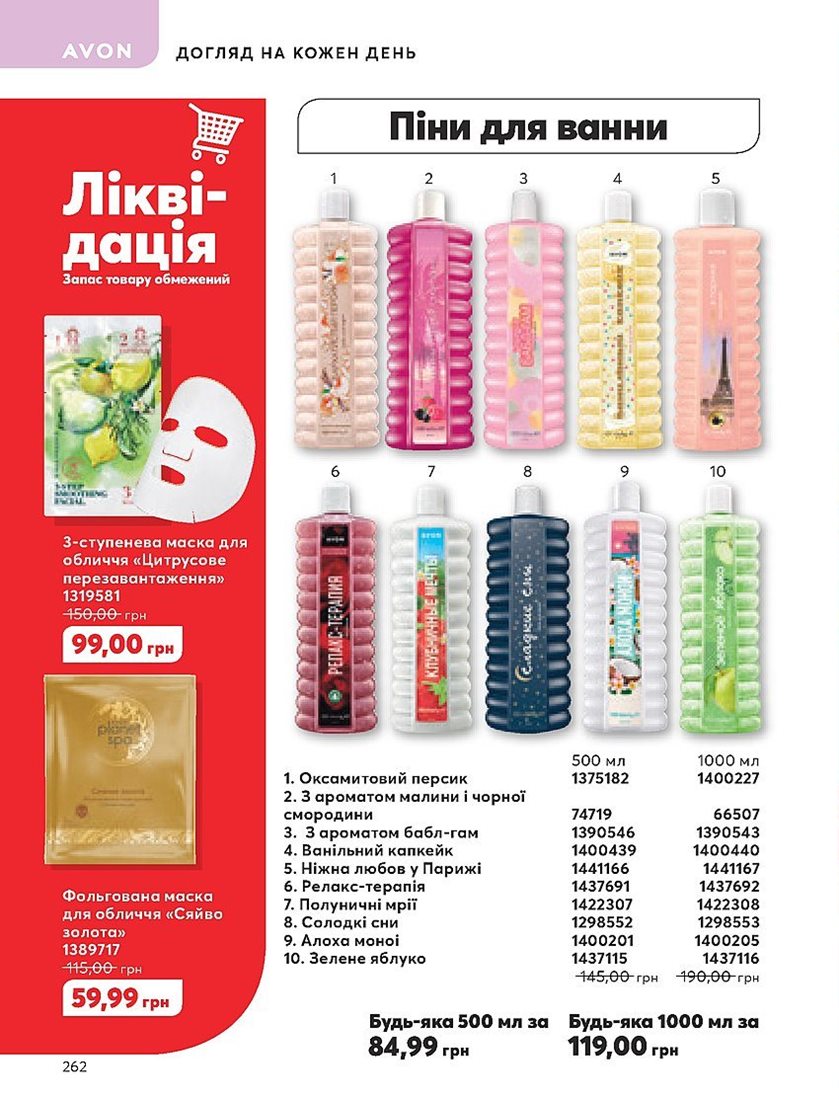 AVON
ДОГЛЯД НА КОЖЕН ДЕНЬ
Лікві-
дація
Запас товару обмежений
3-ступенева маска для
обличчя «Цитрусове
перезавантаження»
1319581
150,00 грн
99,00 грн
planet
spa
Фольгована маска
для обличчя «Сяйво
золота»
1389717
115,00 грн
59,99 грн
Піни для ванни
1 2 3 4 5
6 7 8 9 10
AVON
РЕЛАКС-ТЕРАПИЯ
КЛУБНИЧНЫЕ МЕЧТЫ
Сладкие сны
АЛОХА МОНОИ
зеленое яблоко
500 мл 1000 мл
1. Оксамитовий персик 1375182 1400227
2. З ароматом малини і чорної
смородини 74719 66507
3. З ароматом бабл-гам 1390546 1390543
4. Ванільний капкейк 1400439 1400440
5. Ніжна любов у Парижі 1441166 1441167
6. Релакс-терапія 1437691 1437692
7. Полуничні мрії 1422307 1422308
8. Солодкі сни 1298552 1298553
9. Алоха моноі 1400201 1400205
10. Зелене яблуко 1437115 1437116
145,00 грн 190,00 грн
Будь-яка 500 мл за Будь-яка 1000 мл за
84,99 грн 119,00 грн
262